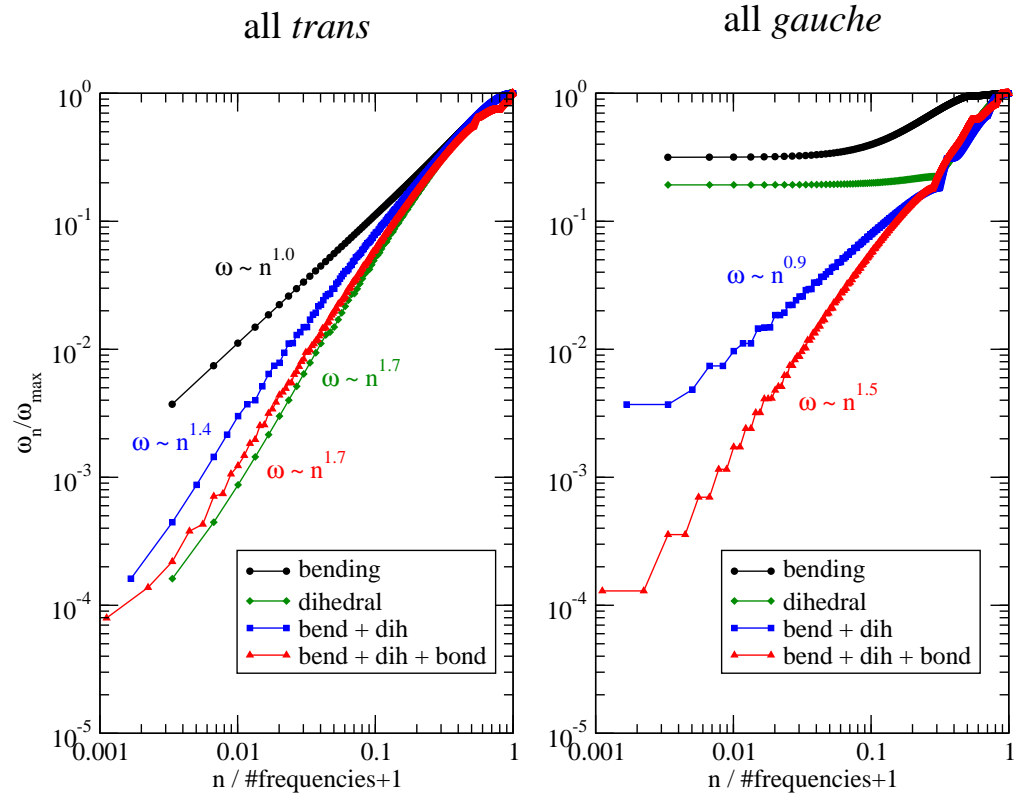 all trans
all gauche
ω_n/ω_max
10^0
10^-1
10^-2
10^-3
10^-4
10^-5
ω ~ n^1.0
ω ~ n^1.7
ω ~ n^1.4
ω ~ n^1.7
bending
dihedral
bend + dih
bend + dih + bond
0.001
0.01
0.1
1
n / #frequencies+1
10^0
10^-1
10^-2
10^-3
10^-4
10^-5
ω ~ n^0.9
ω ~ n^1.5
bending
dihedral
bend + dih
bend + dih + bond
0.001
0.01
0.1
1
n / #frequencies+1